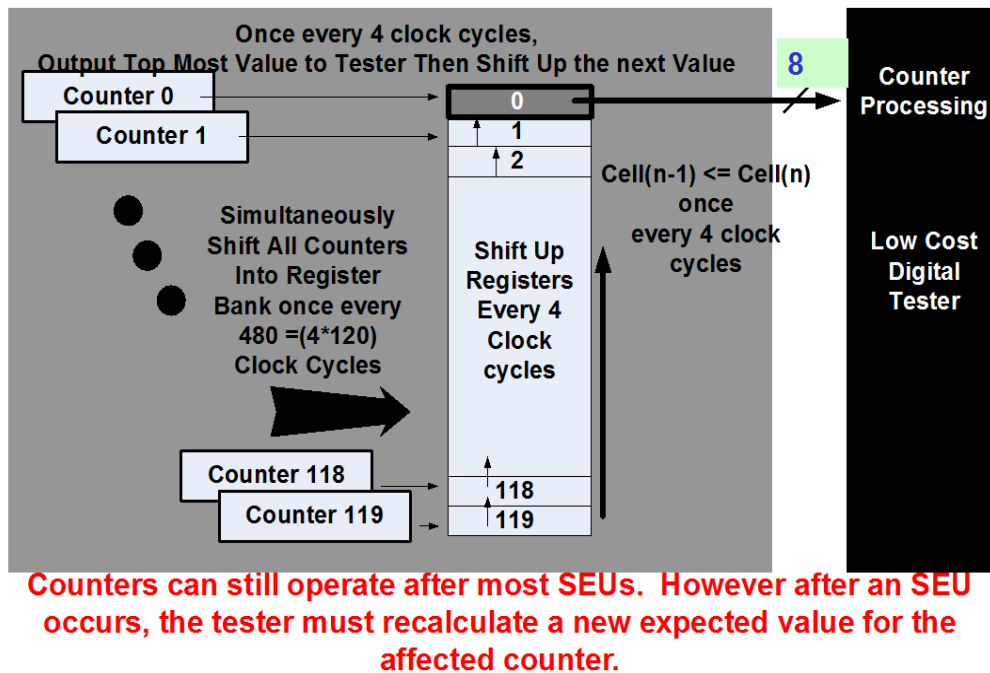 Once every 4 clock cycles,
Output Top Most Value to Tester Then Shift Up the next Value
Counter 0
Counter 1
0
1
2
8
Counter
Processing
Cell(n-1) <= Cell(n)
once
every 4 clock
cycles
Simultaneously
Shift All Counters
Into Register
Bank once every
480 =(4*120)
Clock Cycles
Shift Up
Registers
Every 4
Clock
cycles
Low Cost
Digital
Tester
Counter 118
Counter 119
118
119
Counters can still operate after most SEUs.  However after an SEU
occurs, the tester must recalculate a new expected value for the
affected counter.